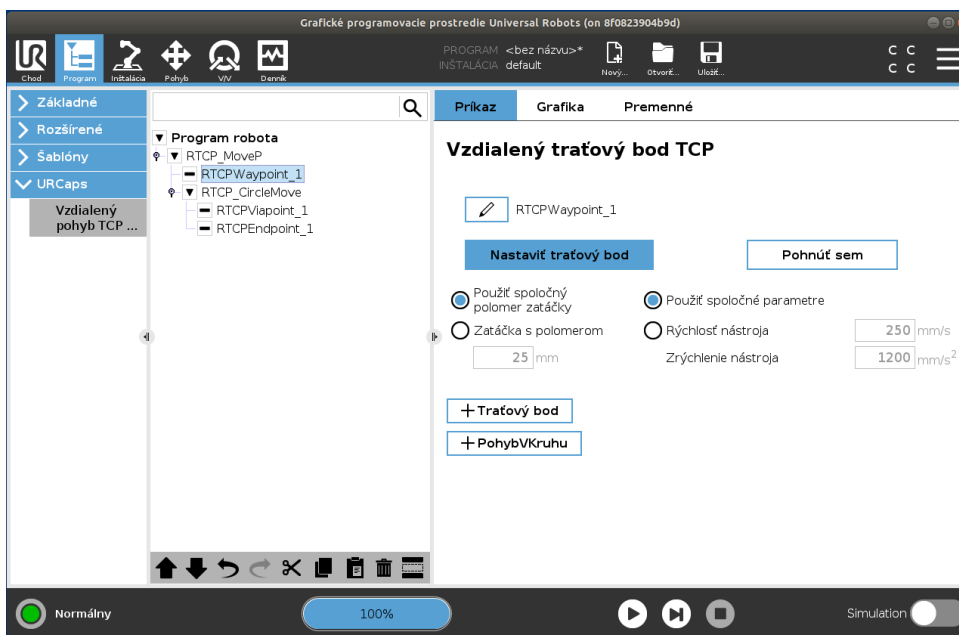 Grafické programovacie prostredie Universal Robots (on 8f0823904b9d)
UR
Chod
Program
Inštalácia
Pohyb
V/V
Denník
PROGRAM <bez názvu>*
INŠTALÁCIA default
Nový...
Otvoriť...
Uložiť...
C C
C C
Základné
Rozšírené
Šablóny
URCaps
Vzdialený
pohyb TCP ...
Program robota
RTCP_MoveP
RTCPWaypoint_1
RTCP_CircleMove
RTCPViapoint_1
RTCPEndpoint_1
Príkaz
Grafika
Premenné
Vzdialený traťový bod TCP
RTCPWaypoint_1
Nastaviť traťový bod
Pohnúť sem
Použiť spoločný
polomer zatáčky
Použiť spoločné parametre
Zatáčka s polomerom
Rýchlosť nástroja
250 mm/s
25 mm
Zrýchlenie nástroja
1200 mm/s²
+ Traťový bod
+ PohybVKruhu
Normálny
100%
Simulation